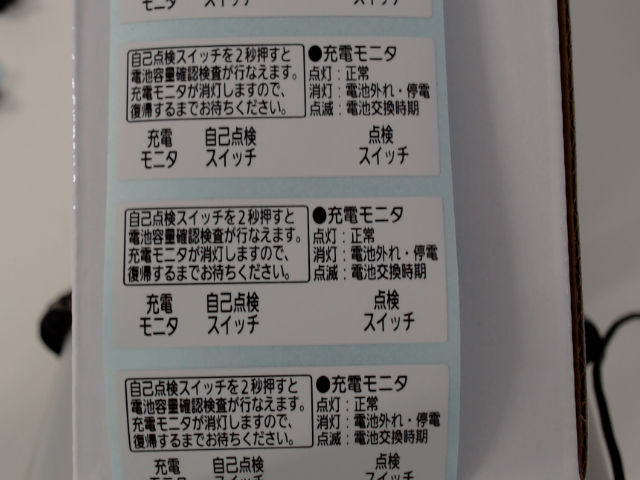 モニタ スイッチ スイッチ
自己点検スイッチを2秒押すと
電池容量確認検査が行なえます。
充電モニタが消灯しますので、
復帰するまでお待ちください。
●充電モニタ
点灯：正常
消灯：電池外れ・停電
点滅：電池交換時期
充電 自己点検 点検
モニタ スイッチ スイッチ
自己点検スイッチを2秒押すと
電池容量確認検査が行なえます。
充電モニタが消灯しますので、
復帰するまでお待ちください。
●充電モニタ
点灯：正常
消灯：電池外れ・停電
点滅：電池交換時期
充電 自己点検 点検
モニタ スイッチ スイッチ
自己点検スイッチを2秒押すと
電池容量確認検査が行なえます。
充電モニタが消灯しますので、
復帰するまでお待ちください。
●充電モニタ
点灯：正常
消灯：電池外れ・停電
点滅：電池交換時期
充電 自己点検 点検